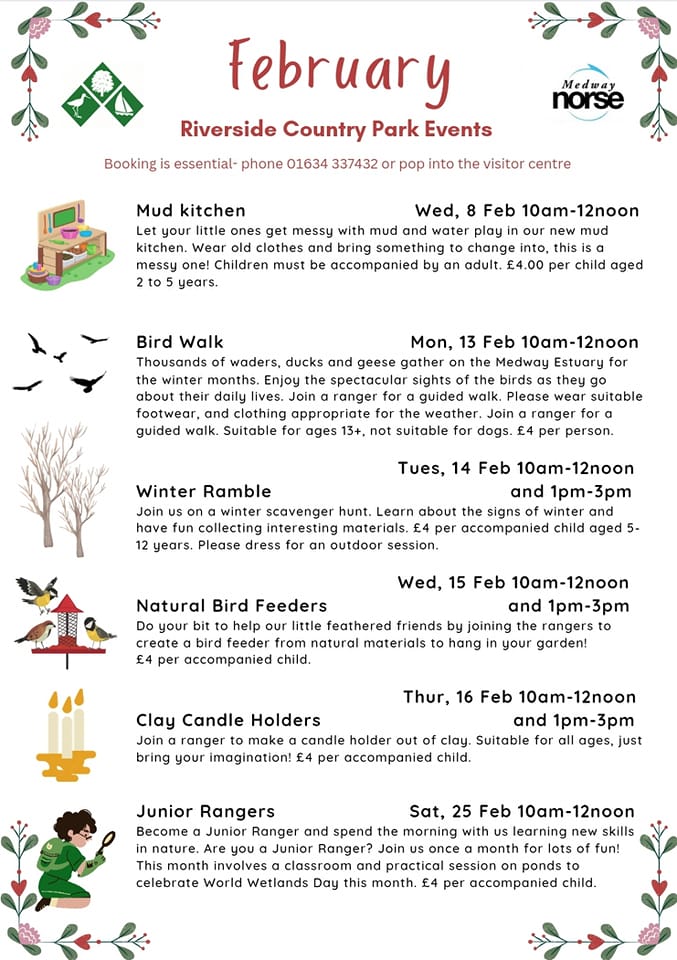 February
Medway
norse
Riverside Country Park Events
Booking is essential- phone 01634 337432 or pop into the visitor centre
Mud kitchen Wed, 8 Feb 10am-12noon
Let your little ones get messy with mud and water play in our new mud
kitchen. Wear old clothes and bring something to change into, this is a
messy one! Children must be accompanied by an adult. £4.00 per child aged
2 to 5 years.
Bird Walk Mon, 13 Feb 10am-12noon
Thousands of waders, ducks and geese gather on the Medway Estuary for
the winter months. Enjoy the spectacular sights of the birds as they go
about their daily lives. Join a ranger for a guided walk. Please wear suitable
footwear, and clothing appropriate for the weather. Join a ranger for a
guided walk. Suitable for ages 13+, not suitable for dogs. £4 per person.
Tues, 14 Feb 10am-12noon
Winter Ramble and 1pm-3pm
Join us on a winter scavenger hunt. Learn about the signs of winter and
have fun collecting interesting materials. £4 per accompanied child aged 5-
12 years. Please dress for an outdoor session.
Wed, 15 Feb 10am-12noon
Natural Bird Feeders and 1pm-3pm
Do your bit to help our little feathered friends by joining the rangers to
create a bird feeder from natural materials to hang in your garden!
£4 per accompanied child.
Thur, 16 Feb 10am-12noon
Clay Candle Holders and 1pm-3pm
Join a ranger to make a candle holder out of clay. Suitable for all ages, just
bring your imagination! £4 per accompanied child.
Junior Rangers Sat, 25 Feb 10am-12noon
Become a Junior Ranger and spend the morning with us learning new skills
in nature. Are you a Junior Ranger? Join us once a month for lots of fun!
This month involves a classroom and practical session on ponds to
celebrate World Wetlands Day this month. £4 per accompanied child.